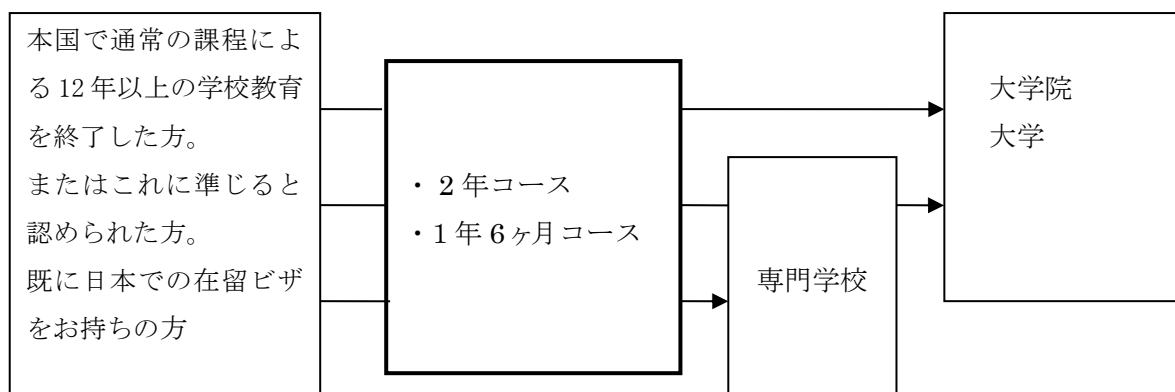 本国で通常の課程によ
る12年以上の学校教育
を終了した方。
またはこれに準じると
認められた方。
既に日本での在留ビザ
をお持ちの方
・ 2年コース
・1年6ヶ月コース
専門学校
大学院
大学